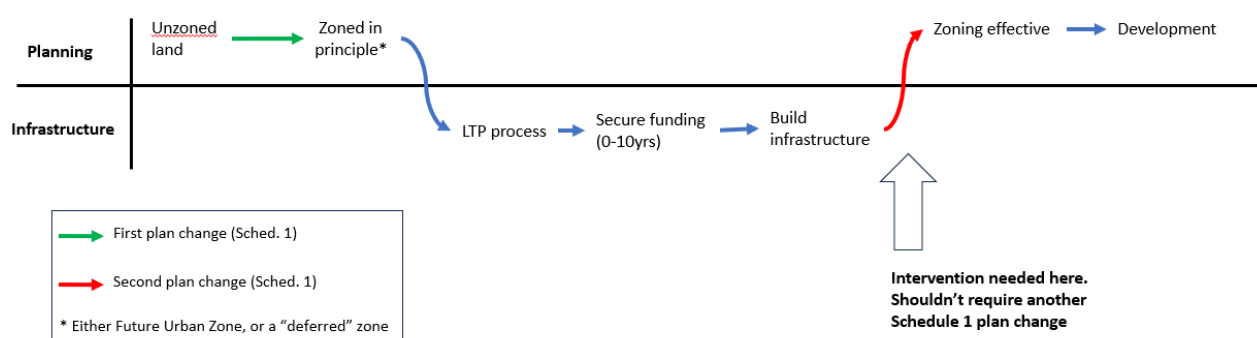 Planning
Unzoned
land
Zoned in
principle*
Zoning effective
Development
Infrastructure
LTP process
Secure funding
(0-10yrs)
Build
infrastructure
First plan change (Sched. 1)
Second plan change (Sched. 1)
* Either Future Urban Zone, or a “deferred” zone
Intervention needed here.
Shouldn’t require another
Schedule 1 plan change